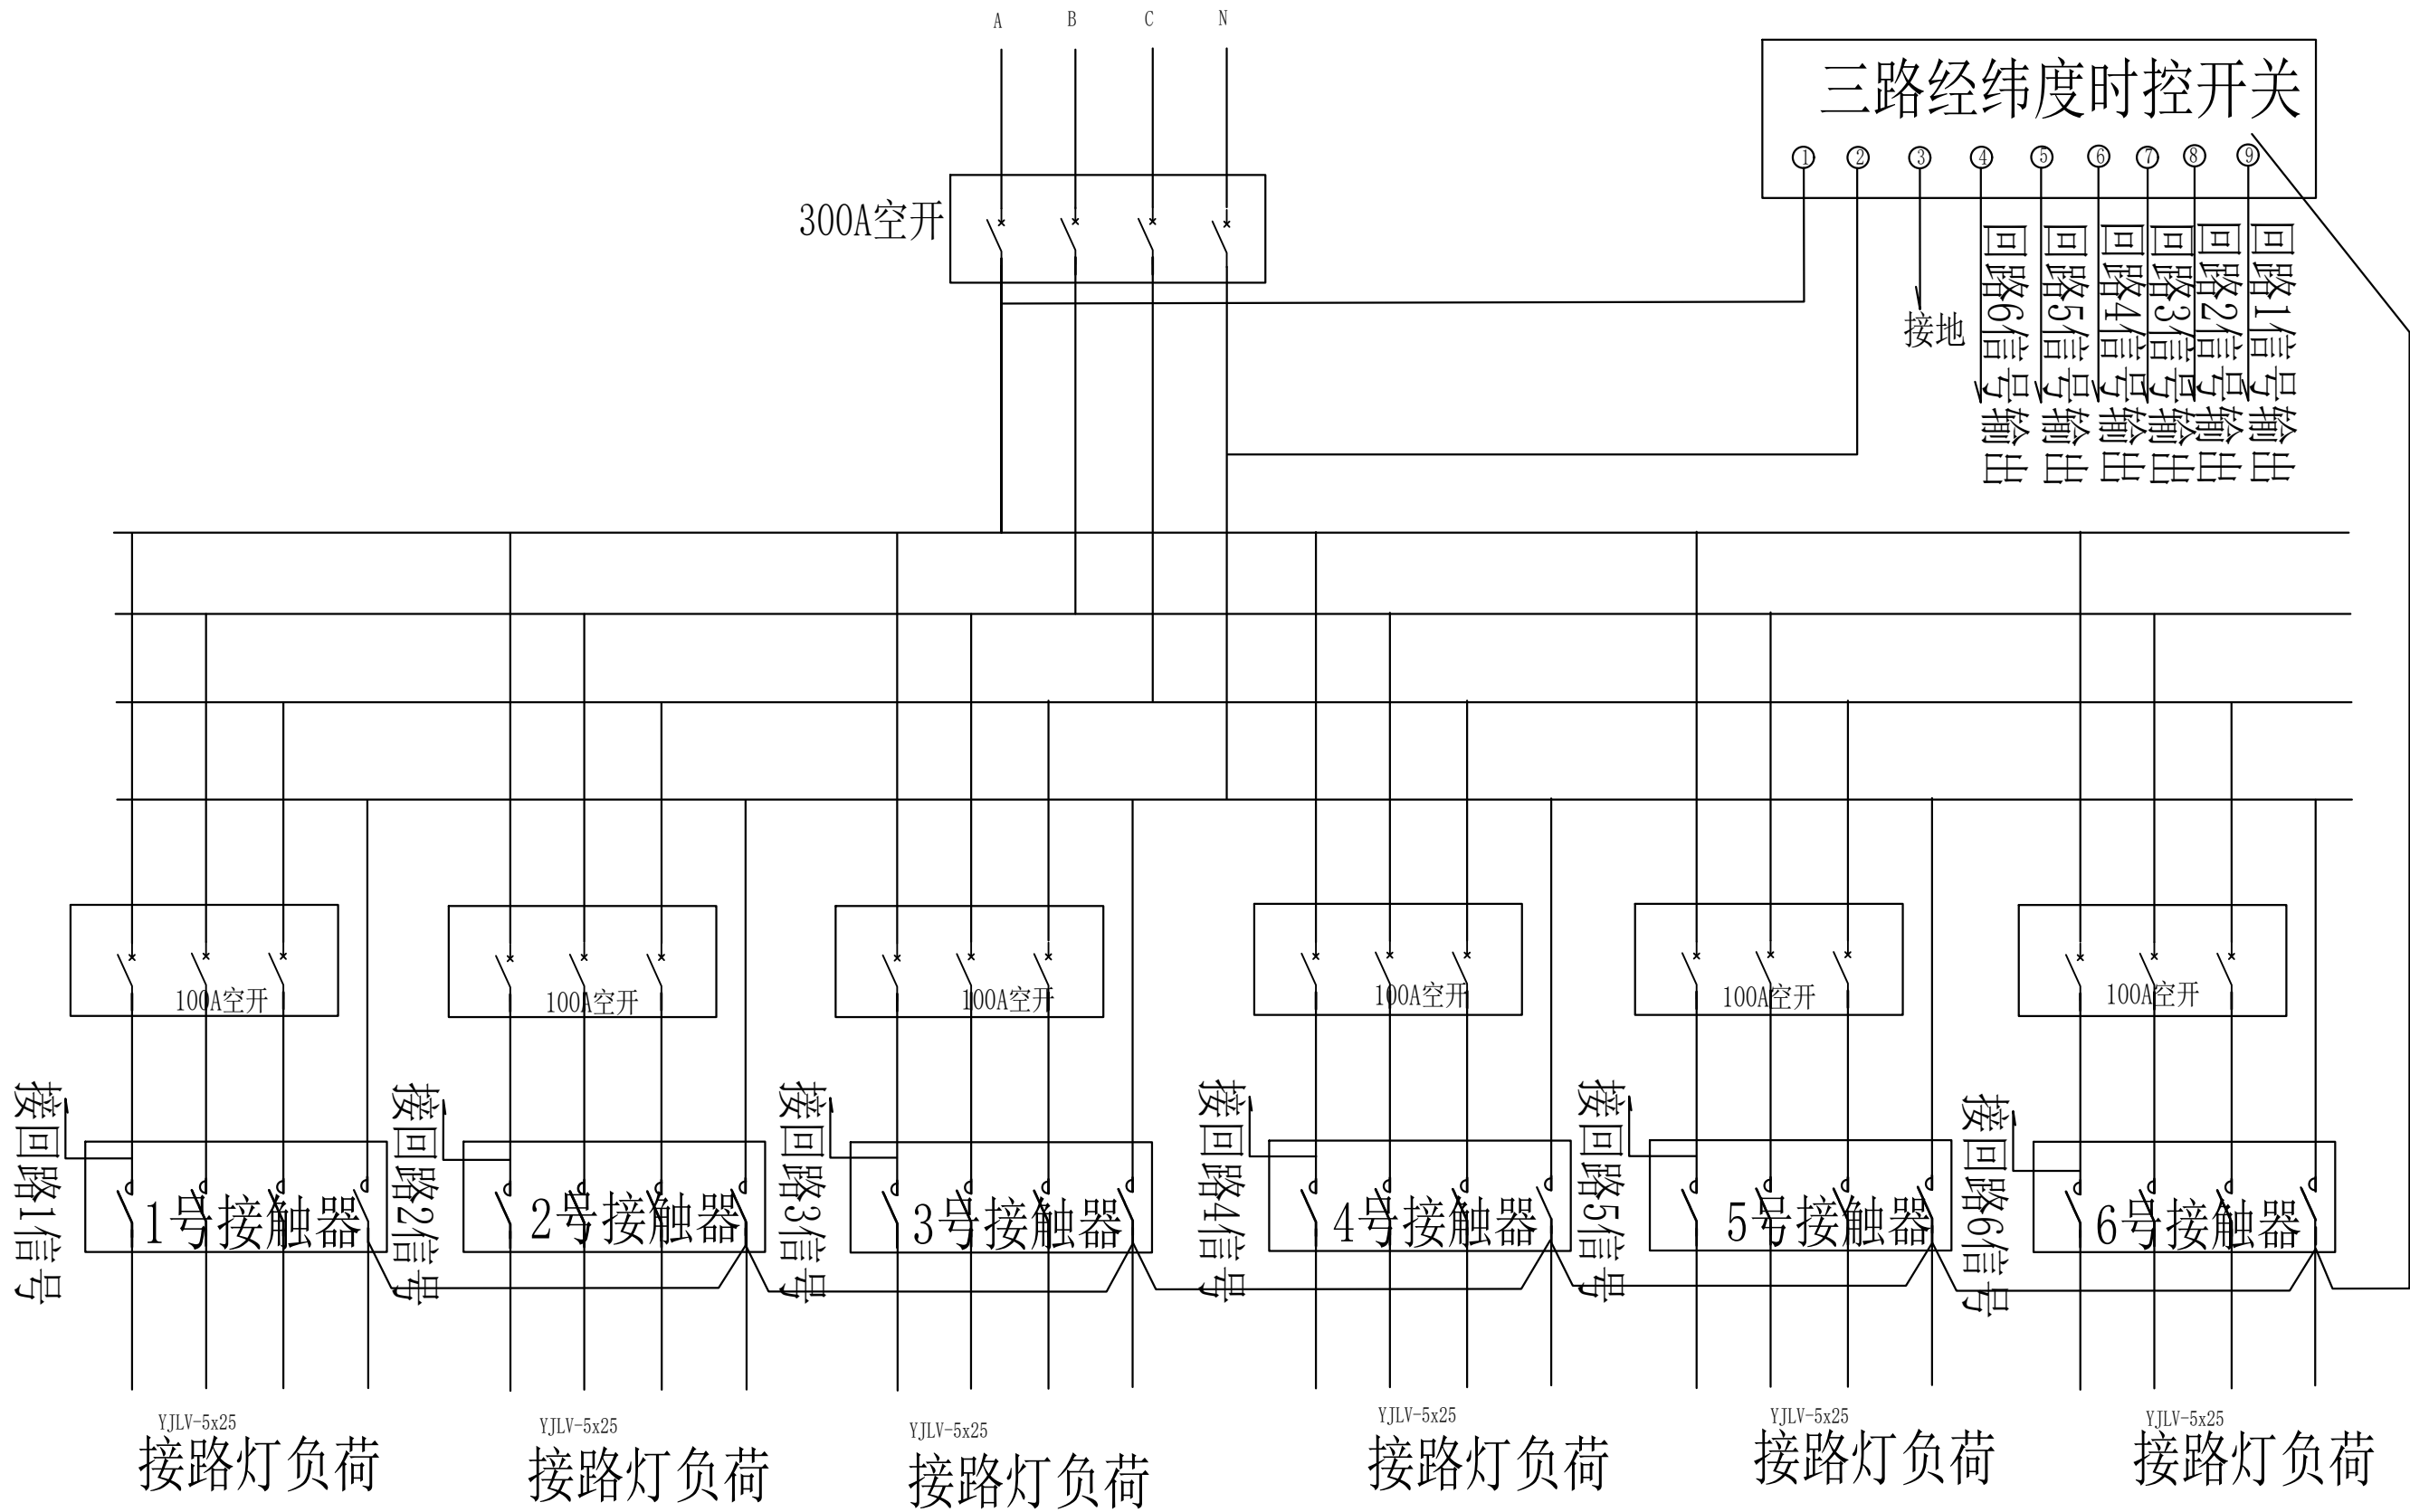 A
B
C
N
三路经纬度时控开关
1
2
3
4
5
6
7
8
9
300A空开
接地
回路6信号输出
回路5信号输出
回路4信号输出
回路3信号输出
回路2信号输出
回路1信号输出
100A空开
100A空开
100A空开
100A空开
100A空开
100A空开
接回路1信号
1号接触器
接回路2信号
2号接触器
接回路3信号
3号接触器
接回路4信号
4号接触器
接回路5信号
5号接触器
接回路6信号
6号接触器
YJLV-5x25
接路灯负荷
YJLV-5x25
接路灯负荷
YJLV-5x25
接路灯负荷
YJLV-5x25
接路灯负荷
YJLV-5x25
接路灯负荷
YJLV-5x25
接路灯负荷